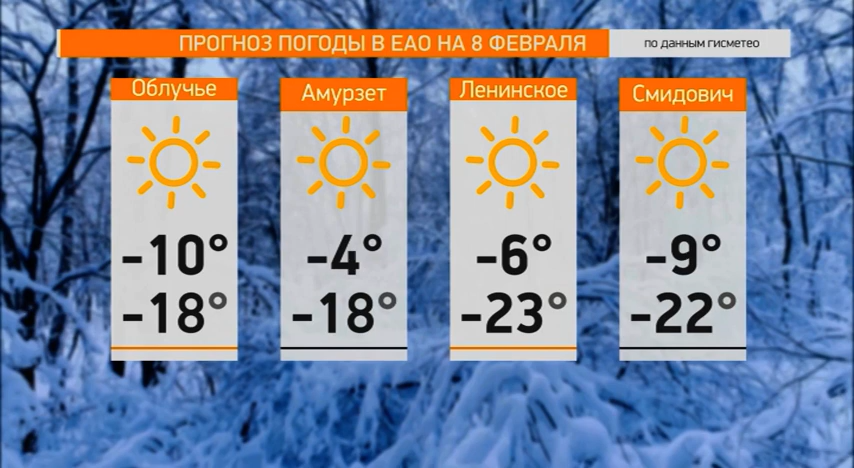 ПРОГНОЗ ПОГОДЫ В ЕАО НА 8 ФЕВРАЛЯ
по данным гисметео
Облучье
-10°
-18°
Амурзет
-4°
-18°
Ленинское
-6°
-23°
Смидович
-9°
-22°